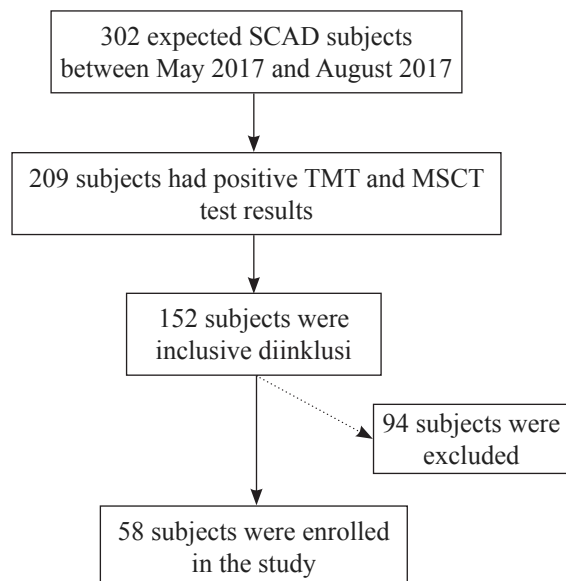 302 expected SCAD subjects
between May 2017 and August 2017
209 subjects had positive TMT and MSCT
test results
152 subjects were
inclusive diinklusi
94 subjects were
excluded
58 subjects were enrolled
in the study